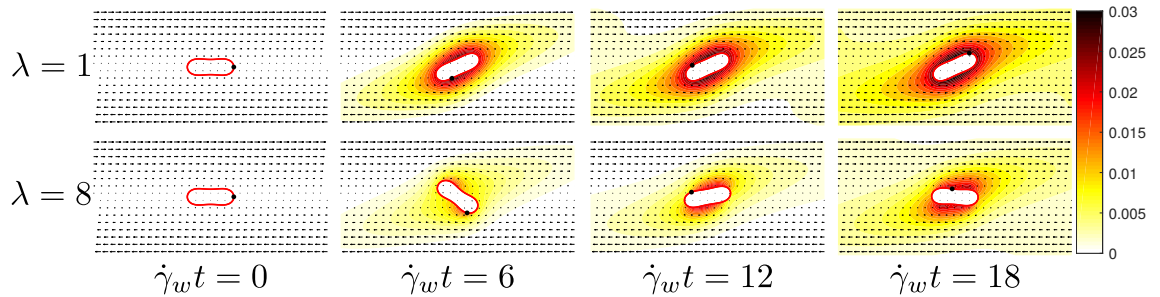 λ = 1
0.03
0.025
0.02
0.015
0.01
0.005
0
λ = 8
γ̇_w t = 0 γ̇_w t = 6 γ̇_w t = 12 γ̇_w t = 18